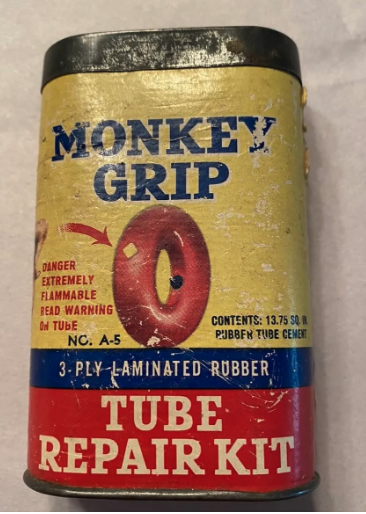 MONKEY
GRIP
DANGER
EXTREMELY
FLAMMABLE
READ WARNING
ON TUBE
NO. A-5
CONTENTS: 13.75 SQ. IN.
RUBBER TUBE CEMENT
3-PLY LAMINATED RUBBER
TUBE
REPAIR KIT